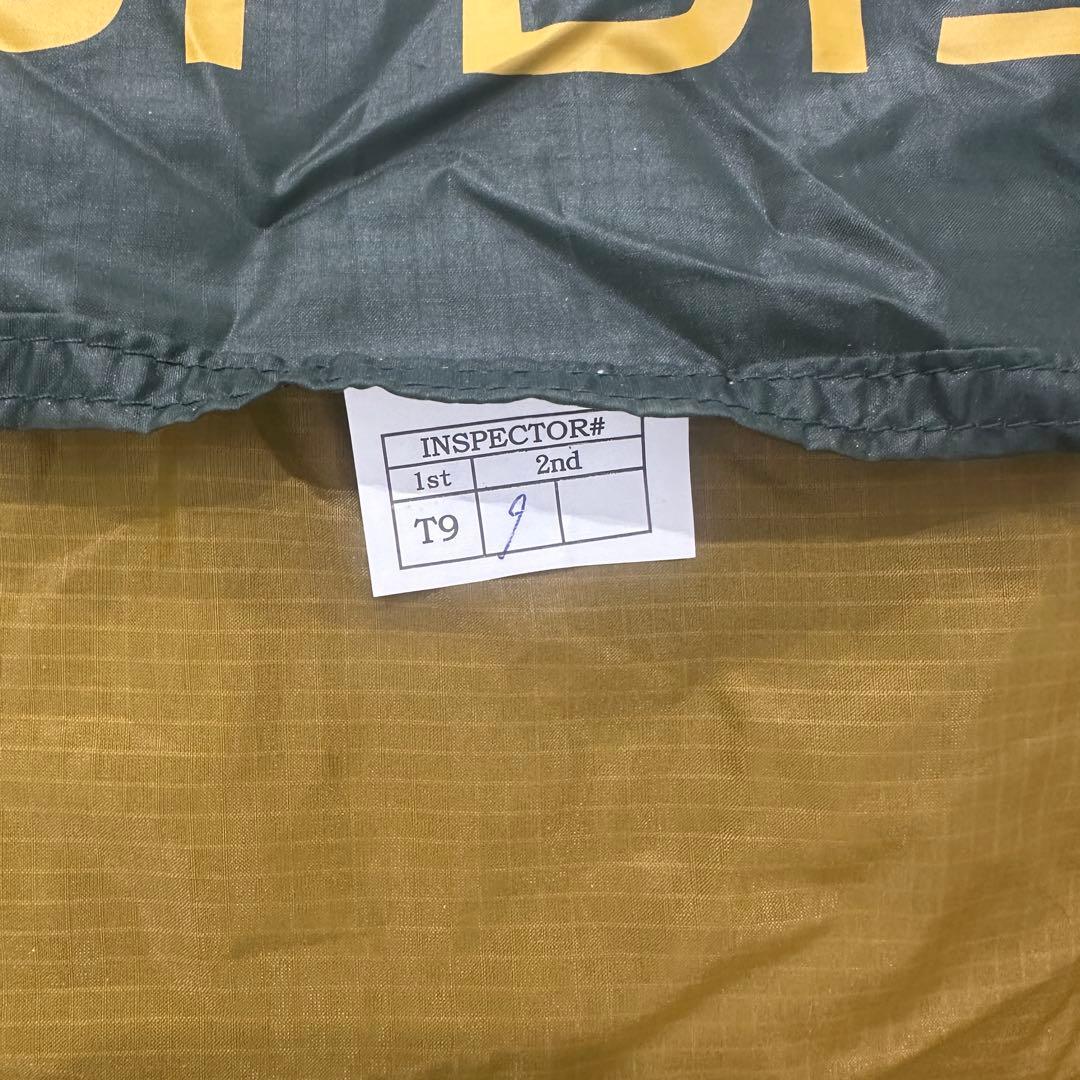 INSPECTOR#
1st 2nd
T9 9